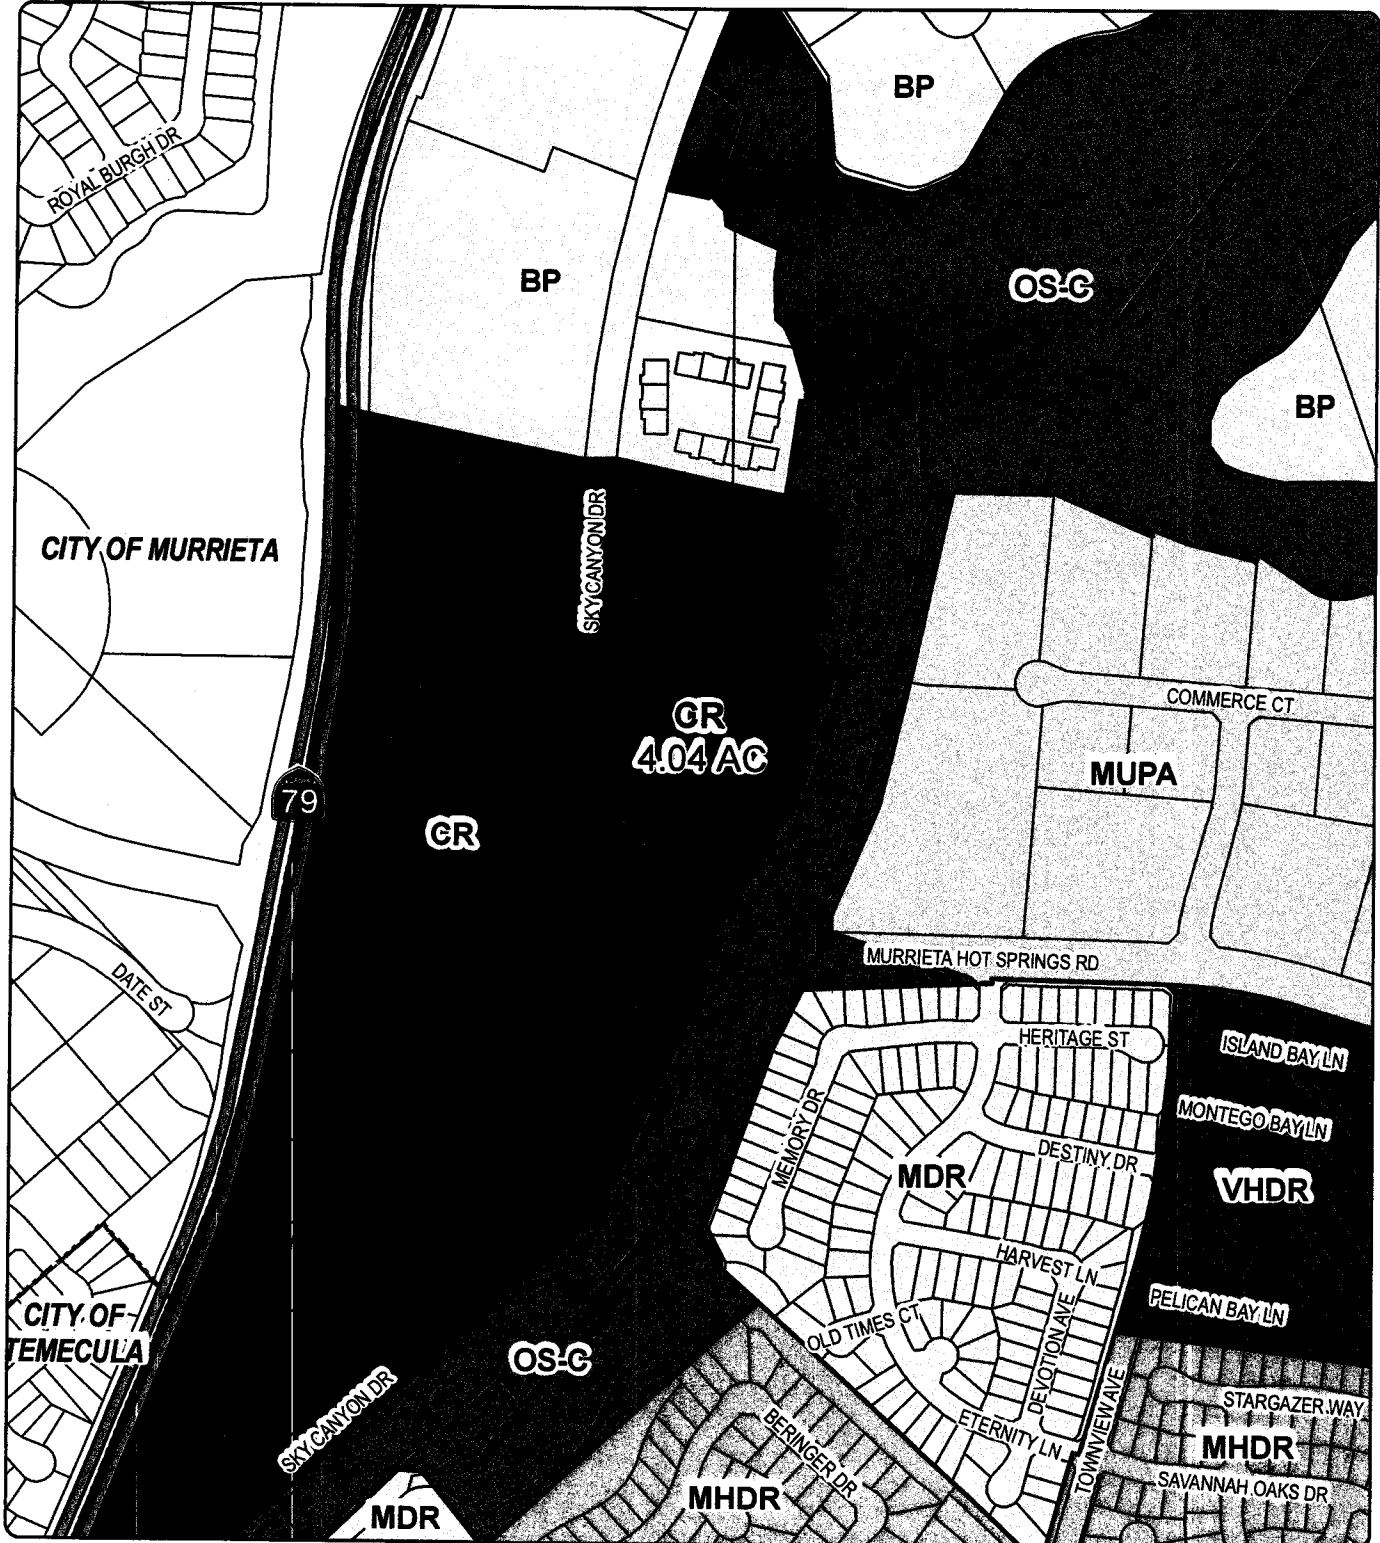 BP
ROYAL BURGH DR
BP
OS-C
BP
SKY CANYON DR
CITY OF MURRIETA
COMMERCE CT
CR
4.04 AC
MUPA
79
CR
MURRIETA HOT SPRINGS RD
DATE ST
HERITAGE ST
ISLAND BAY LN
MEMORY DR
MONTEGO BAY LN
DESTINY DR
MDR
VHDR
HARVEST LN
PELICAN BAY LN
CITY OF
TEMECULA
OLD TIMES CT
DEVOTION AVE
OS-C
SKY CANYON DR
TOWNVIEW AVE
STARGAZER WAY
BERINGER DR
ETERNITY LN
MHDR
SAVANNAH OAKS DR
MHDR
MDR